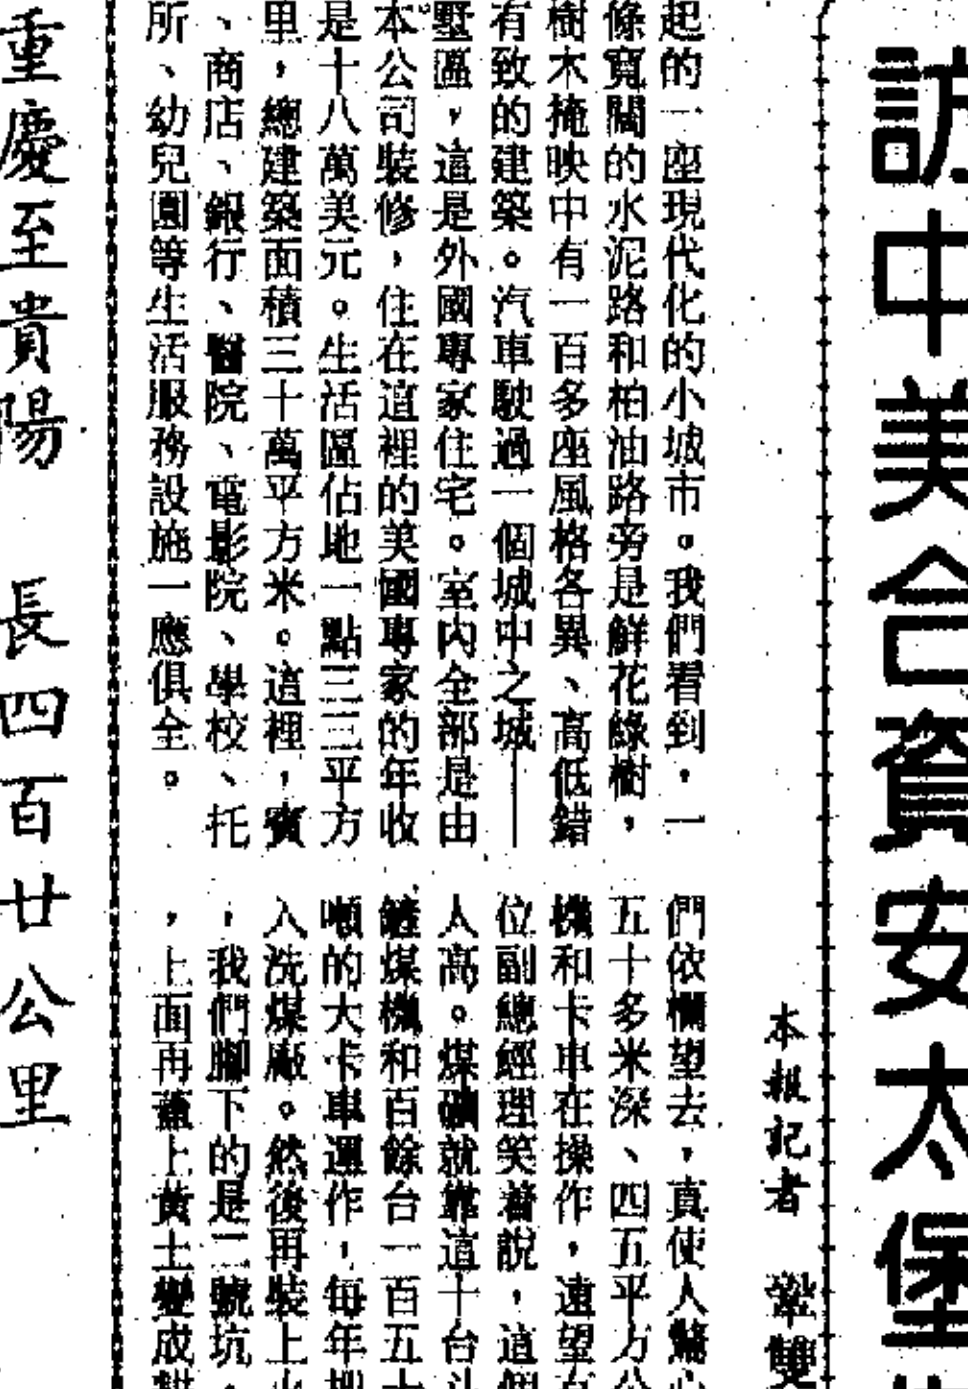 訪中美合資安太堡
本報記者
雙
起的一座現代化的小城市。我們看到，一
條寬闊的水泥路和柏油路旁是鮮花綠樹，
樹木掩映中有一百多座風格各異、高低錯
有致的建築。汽車駛過一個城中之城——
墅區，這是外國專家住宅。室內全部是由
本公司裝修，住在這裡的美國專家的年收
是十八萬美元。生活區佔地一點三三平方
里，總建築面積三十萬平方米。這裡，賓
、商店、銀行、醫院、電影院、學校、托
所、幼兒園等生活服務設施一應俱全。
們依欄望去，真使人驚心
五十多米深、四五平方公
機和卡車在操作，遠望
位副總經理笑着說，這個
人高。煤礦就靠這十台
鏟煤機和百餘台一百五十
噸的大卡車運作，每年
入洗煤廠。然後再裝上火
，我們腳下的是二號坑，
，上面再蓋上黃土變成耕
重慶至貴陽 長四百廿公里